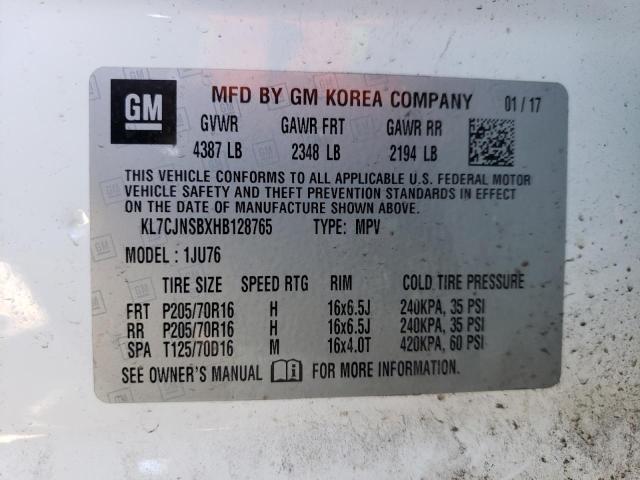 GM MFD BY GM KOREA COMPANY 01/17
GVWR GAWR FRT GAWR RR
4387 LB 2348 LB 2194 LB
THIS VEHICLE CONFORMS TO ALL APPLICABLE U.S. FEDERAL MOTOR
VEHICLE SAFETY AND THEFT PREVENTION STANDARDS IN EFFECT
ON THE DATE OF MANUFACTURE SHOWN ABOVE.
KL7CJNSBXHB128765 TYPE: MPV
MODEL : 1JU76
TIRE SIZE SPEED RTG RIM COLD TIRE PRESSURE
FRT P205/70R16 H 16x6.5J 240KPA, 35 PSI
RR P205/70R16 H 16x6.5J 240KPA, 35 PSI
SPA T125/70D16 M 16x4.0T 420KPA, 60 PSI
SEE OWNER'S MANUAL FOR MORE INFORMATION.